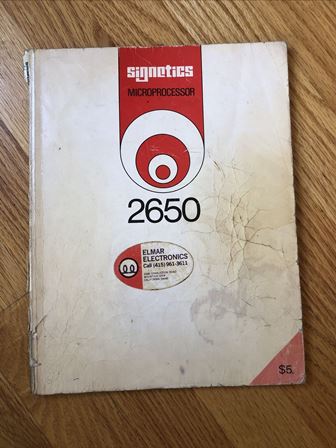 signetics
MICROPROCESSOR
2650
ELMAR
ELECTRONICS
Call (415) 961-3611
$5.